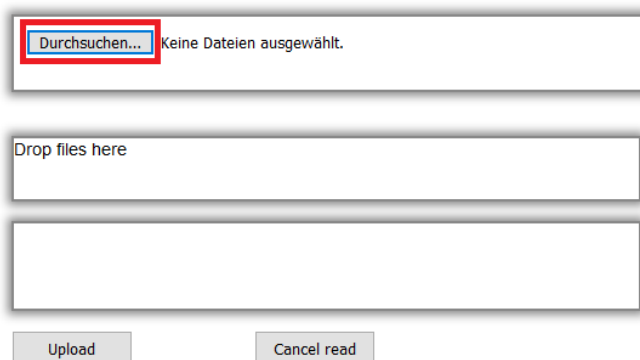 Durchsuchen... Keine Dateien ausgewählt.
Drop files here
Upload Cancel read